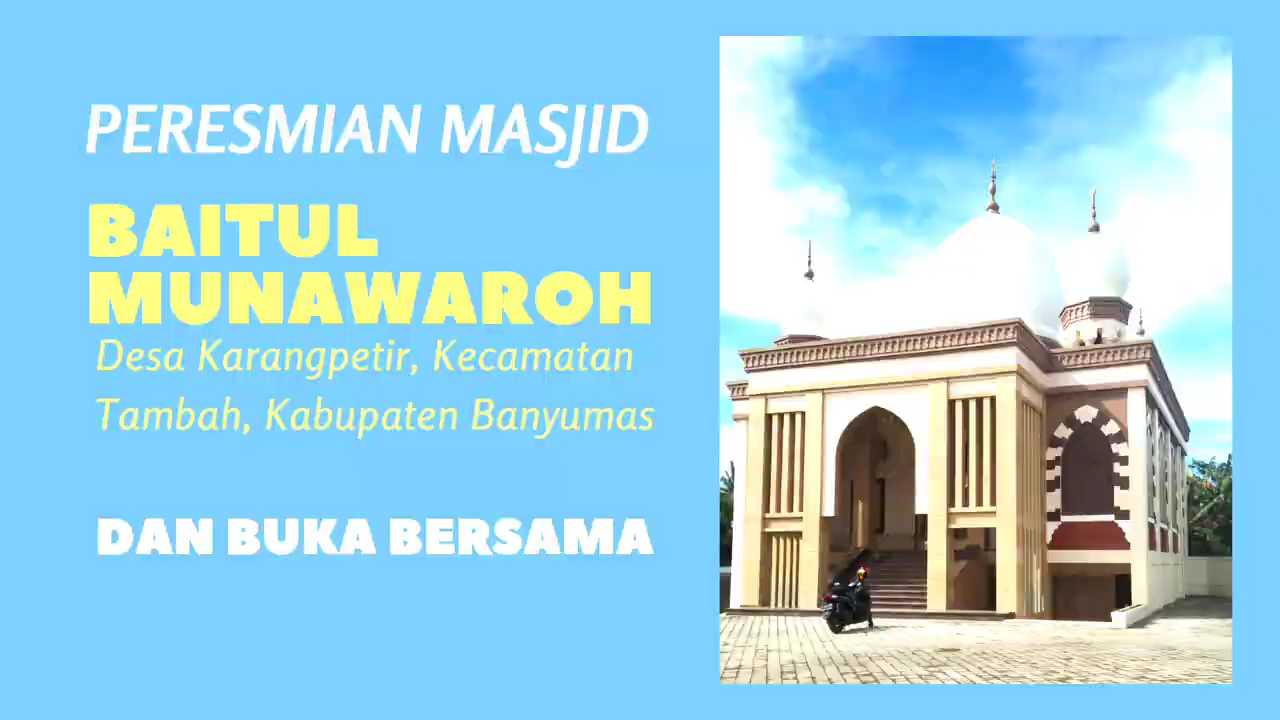 PERESMIAN MASJID
BAITUL
MUNAWAROH
Desa Karangpetir, Kecamatan
Tambah, Kabupaten Banyumas
DAN BUKA BERSAMA